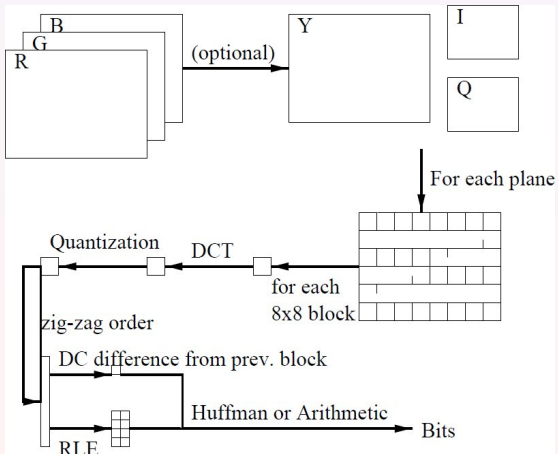 B
G
R
(optional)
Y
I
Q
For each plane
Quantization
DCT
for each
8x8 block
zig-zag order
DC difference from prev. block
Huffman or Arithmetic
Bits
RLE